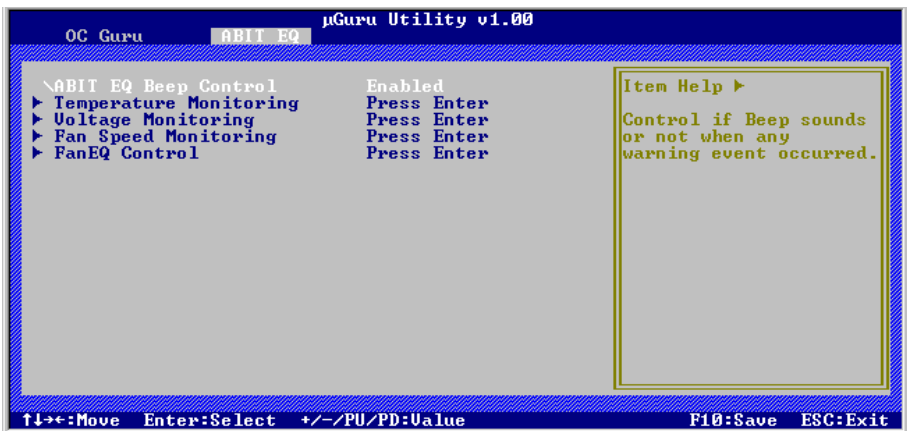 µGuru Utility v1.00
OC Guru ABIT EQ
\ABIT EQ Beep Control Enabled
▶ Temperature Monitoring Press Enter
▶ Voltage Monitoring Press Enter
▶ Fan Speed Monitoring Press Enter
▶ FanEQ Control Press Enter
Item Help ▶
Control if Beep sounds
or not when any
warning event occurred.
↑↓→←:Move Enter:Select +/-/PU/PD:Value F10:Save ESC:Exit